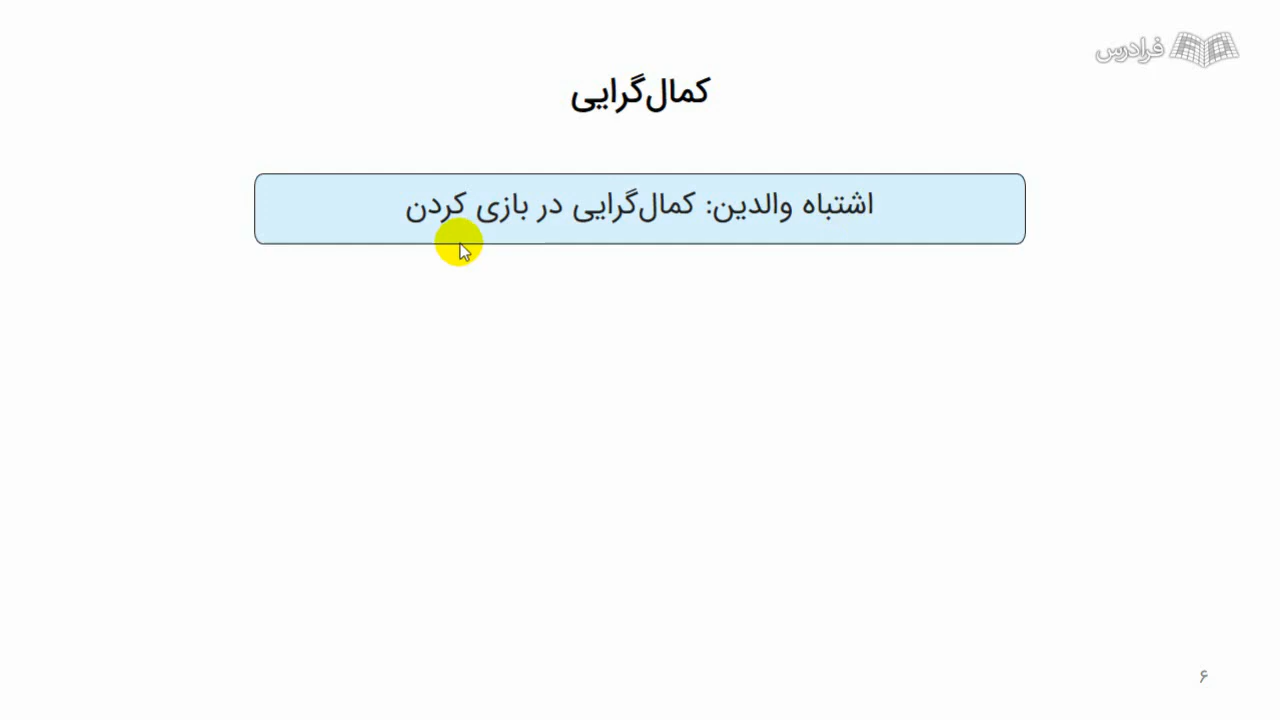 فرادرس
کمال‌گرایی
اشتباه والدین: کمال‌گرایی در بازی کردن
۶